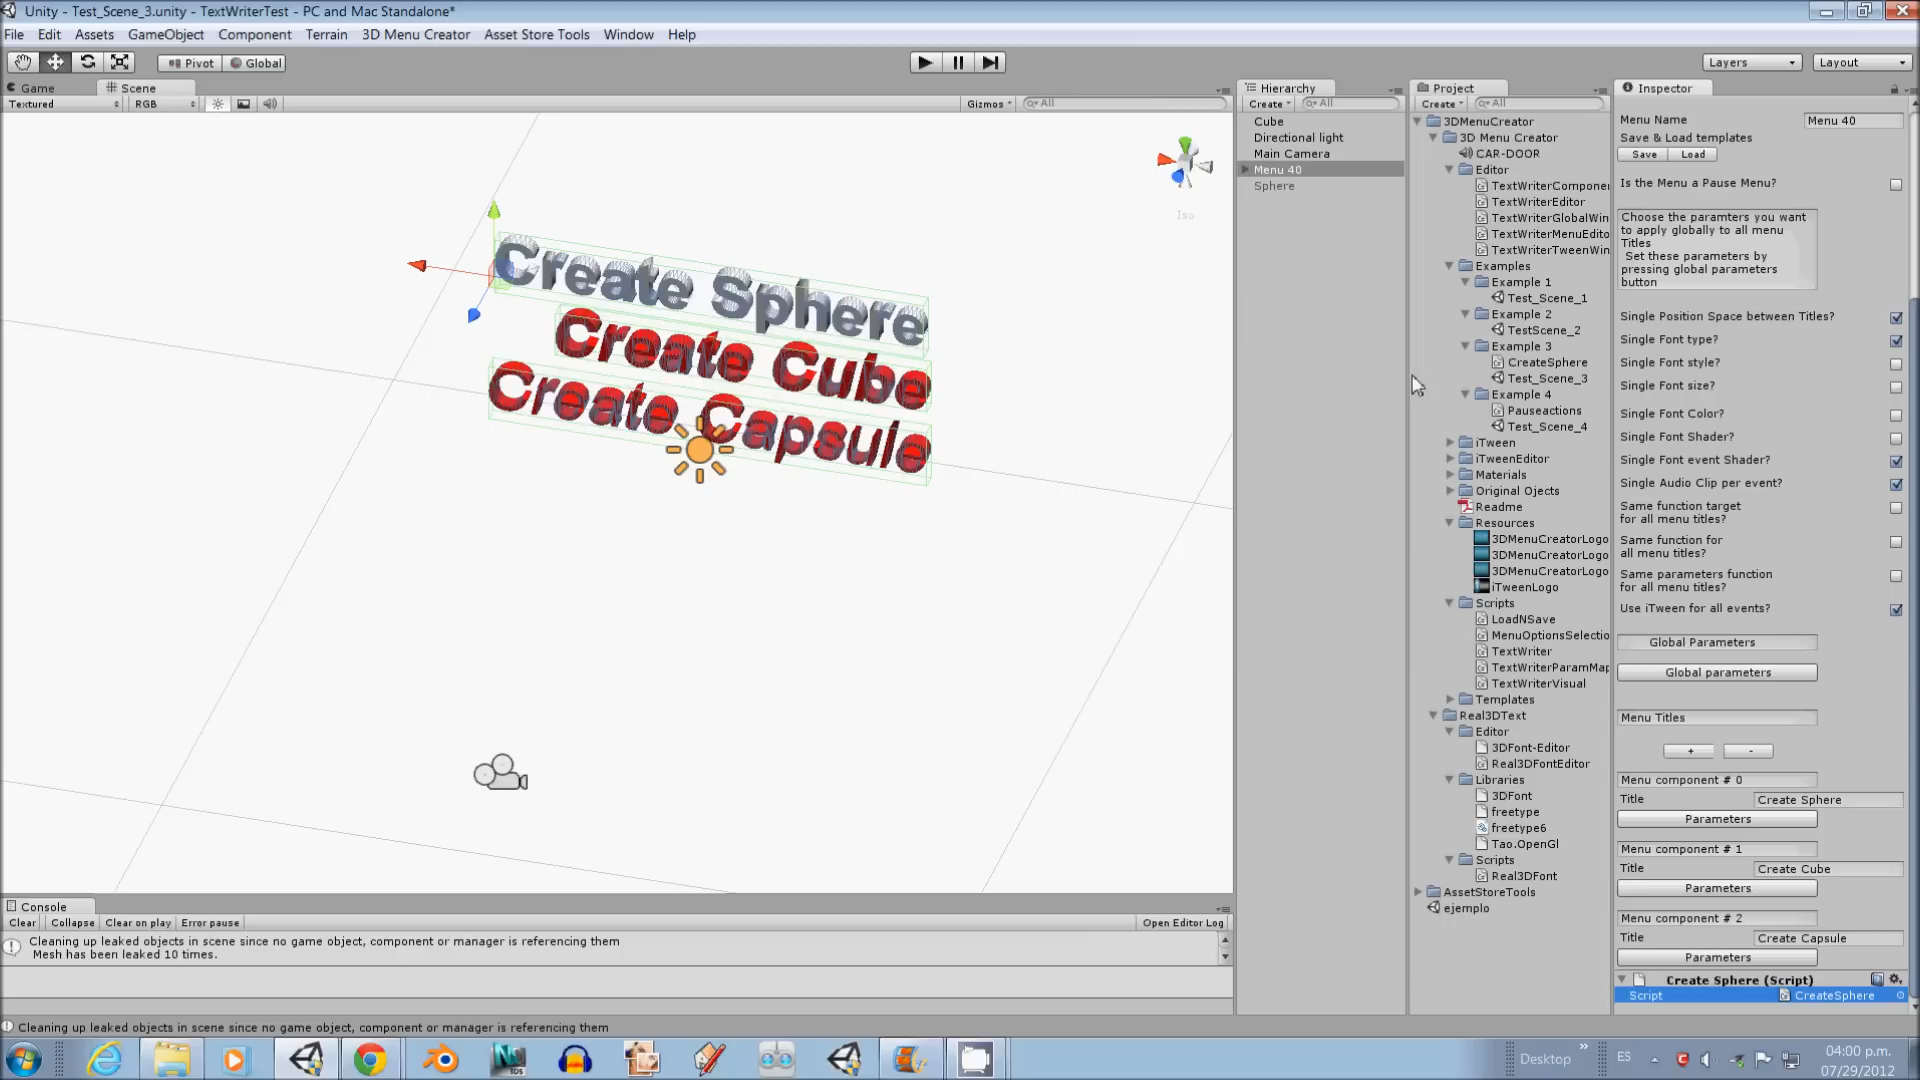 Unity - Test_Scene_3.unity - TextWriterTest - PC and Mac Standalone*
File Edit Assets GameObject Component Terrain 3D Menu Creator Asset Store Tools Window Help
Pivot Global Layers Layout
Game Scene
Textured RGB Gizmos All
Iso
Create Sphere
Create Cube
Create Capsule
Hierarchy
Create All
Cube
Directional light
Main Camera
Menu 40
Sphere
Project
Create All
3DMenuCreator
3D Menu Creator
CAR-DOOR
Editor
TextWriterComponen
TextWriterEditor
TextWriterGlobalWin
TextWriterMenuEdito
TextWriterTweenWin
Examples
Example 1
Test_Scene_1
Example 2
TestScene_2
Example 3
CreateSphere
Test_Scene_3
Example 4
Pauseactions
Test_Scene_4
iTween
iTweenEditor
Materials
Original Ojects
Readme
Resources
3DMenuCreatorLogo
3DMenuCreatorLogo
3DMenuCreatorLogo
iTweenLogo
Scripts
LoadNSave
MenuOptionsSelectio
TextWriter
TextWriterParamMap
TextWriterVisual
Templates
Real3DText
Editor
3DFont-Editor
Real3DFontEditor
Libraries
3DFont
freetype
freetype6
Tao.OpenGl
Scripts
Real3DFont
AssetStoreTools
ejemplo
Inspector
Menu Name Menu 40
Save & Load templates
Save Load
Is the Menu a Pause Menu?
Choose the paramters you want
to apply globally to all menu
Titles
Set these parameters by
pressing global parameters
button
Single Position Space between Titles?
Single Font type?
Single Font style?
Single Font size?
Single Font Color?
Single Font Shader?
Single Font event Shader?
Single Audio Clip per event?
Same function target
for all menu titles?
Same function for
all menu titles?
Same parameters function
for all menu titles?
Use iTween for all events?
Global Parameters
Global parameters
Menu Titles
+ -
Menu component # 0
Title Create Sphere
Parameters
Menu component # 1
Title Create Cube
Parameters
Menu component # 2
Title Create Capsule
Parameters
Create Sphere (Script)
Script CreateSphere
Console
Clear Collapse Clear on play Error pause Open Editor Log
Cleaning up leaked objects in scene since no game object, component or manager is referencing them
Mesh has been leaked 10 times.
Cleaning up leaked objects in scene since no game object, component or manager is referencing them
Desktop » ES 04:00 p.m.
07/29/2012